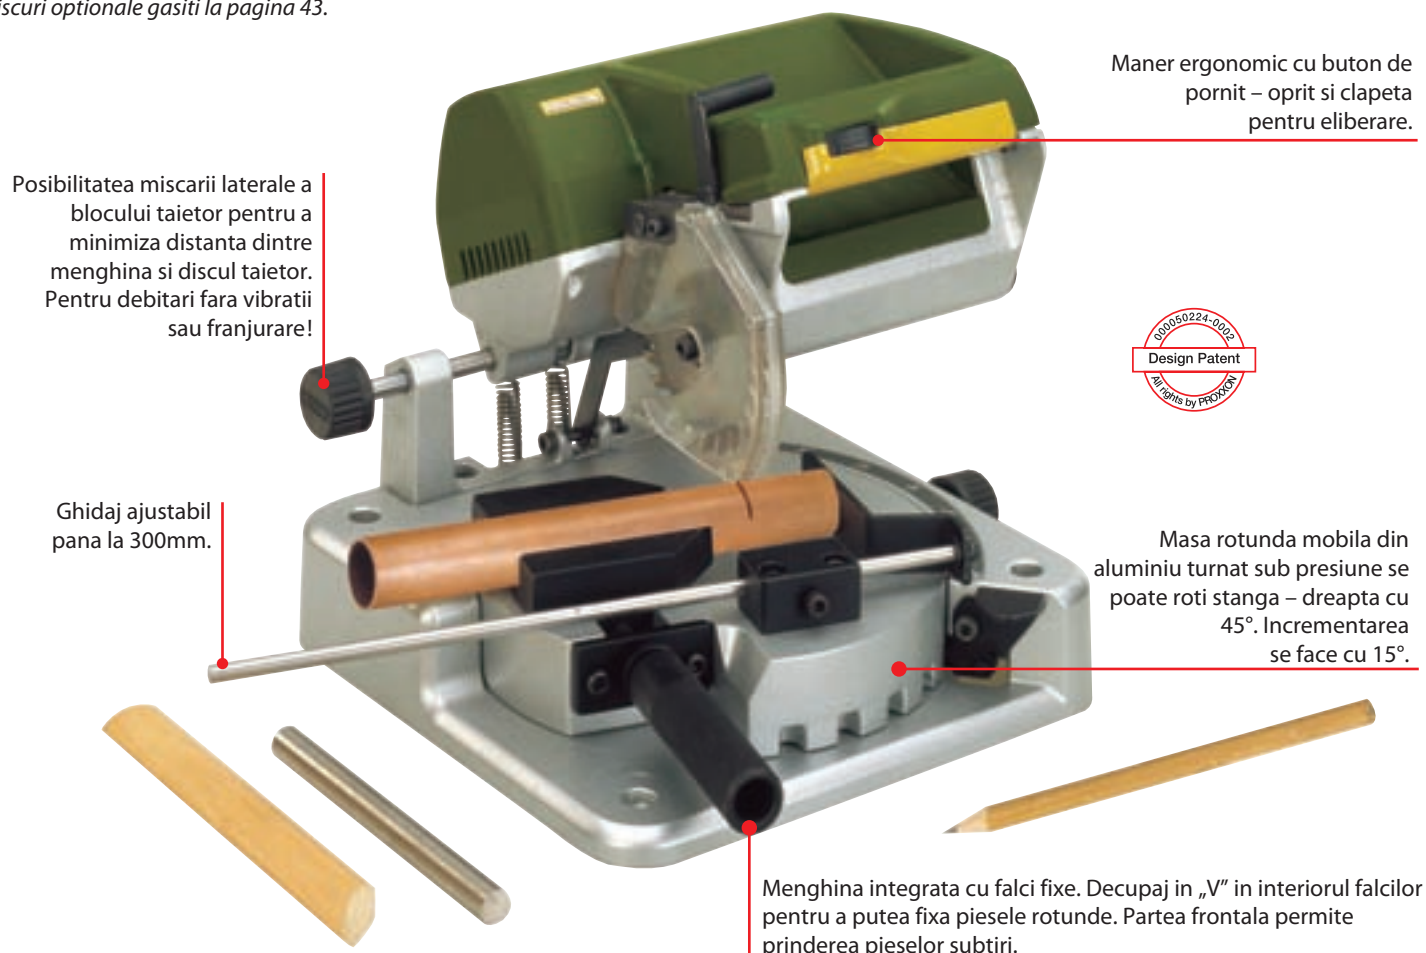 iscuri optionale gasiti la pagina 43.
Maner ergonomic cu buton de
pornit – oprit si clapeta
pentru eliberare.
Posibilitatea miscarii laterale a
blocului taietor pentru a
minimiza distanta dintre
menghina si discul taietor.
Pentru debitari fara vibratii
sau franjurare!
000050224-0002
Design Patent
All rights by PROXXON
Ghidaj ajustabil
pana la 300mm.
Masa rotunda mobila din
aluminiu turnat sub presiune se
poate roti stanga – dreapta cu
45°. Incrementarea
se face cu 15°.
Menghina integrata cu falci fixe. Decupaj in „V” in interiorul falcilor
pentru a putea fixa piesele rotunde. Partea frontala permite
prinderea pieselor subtiri.